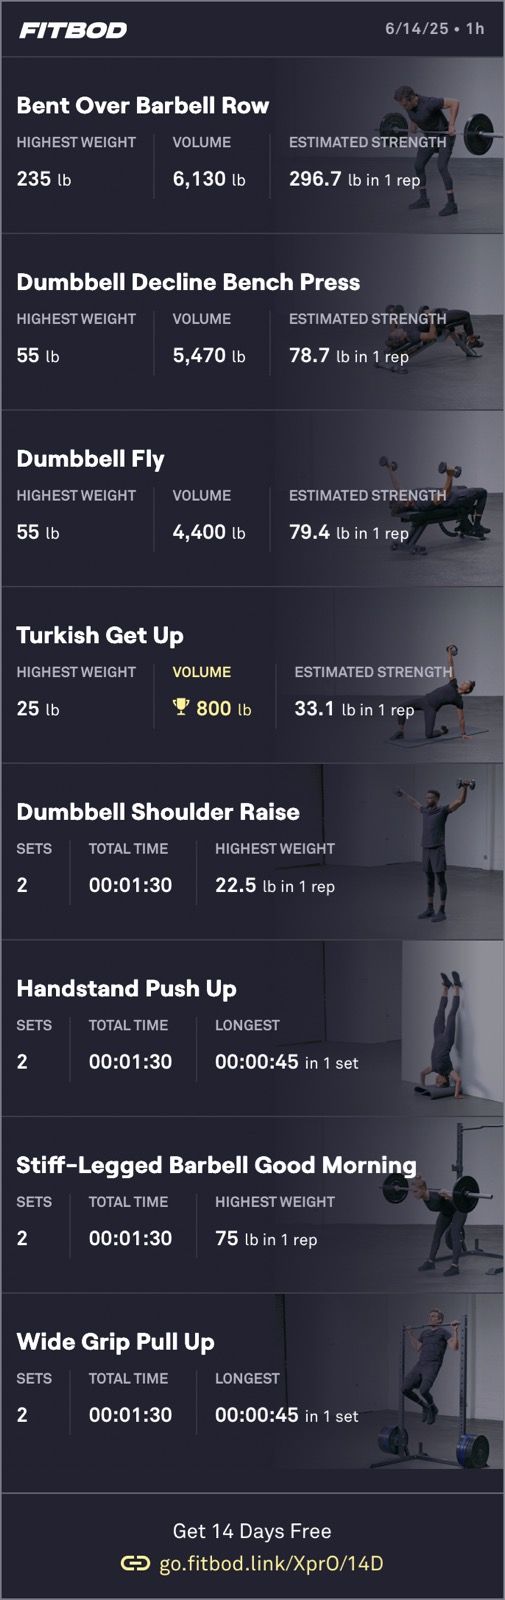 FITBOD
6/14/25 • 1h
Bent Over Barbell Row
HIGHEST WEIGHT VOLUME ESTIMATED STRENGTH
235 lb 6,130 lb 296.7 lb in 1 rep
Dumbbell Decline Bench Press
HIGHEST WEIGHT VOLUME ESTIMATED STRENGTH
55 lb 5,470 lb 78.7 lb in 1 rep
Dumbbell Fly
HIGHEST WEIGHT VOLUME ESTIMATED STRENGTH
55 lb 4,400 lb 79.4 lb in 1 rep
Turkish Get Up
HIGHEST WEIGHT VOLUME ESTIMATED STRENGTH
25 lb 800 lb 33.1 lb in 1 rep
Dumbbell Shoulder Raise
SETS TOTAL TIME HIGHEST WEIGHT
2 00:01:30 22.5 lb in 1 rep
Handstand Push Up
SETS TOTAL TIME LONGEST
2 00:01:30 00:00:45 in 1 set
Stiff-Legged Barbell Good Morning
SETS TOTAL TIME HIGHEST WEIGHT
2 00:01:30 75 lb in 1 rep
Wide Grip Pull Up
SETS TOTAL TIME LONGEST
2 00:01:30 00:00:45 in 1 set
Get 14 Days Free
go.fitbod.link/XprO/14D